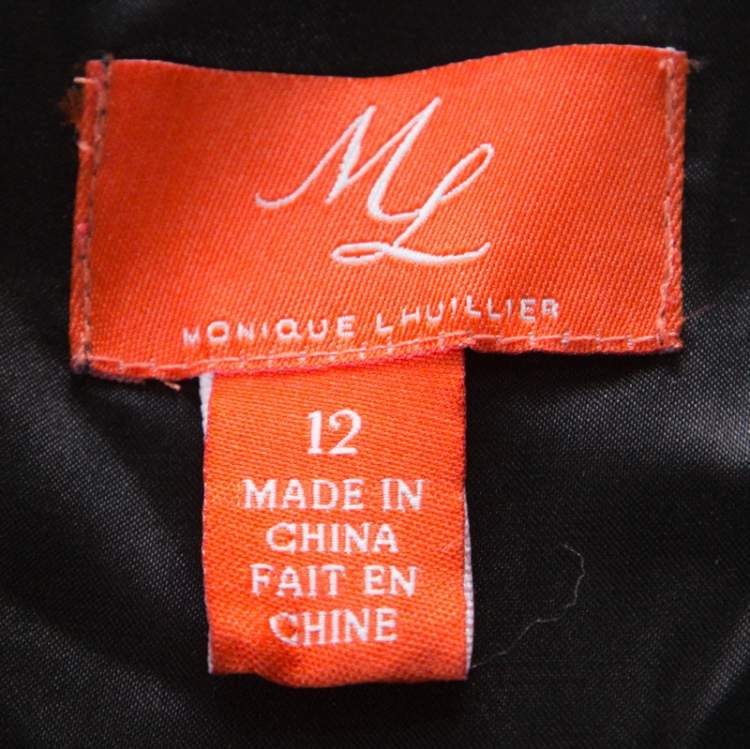 ML
MONIQUE LHUILLIER
12
MADE IN
CHINA
FAIT EN
CHINE